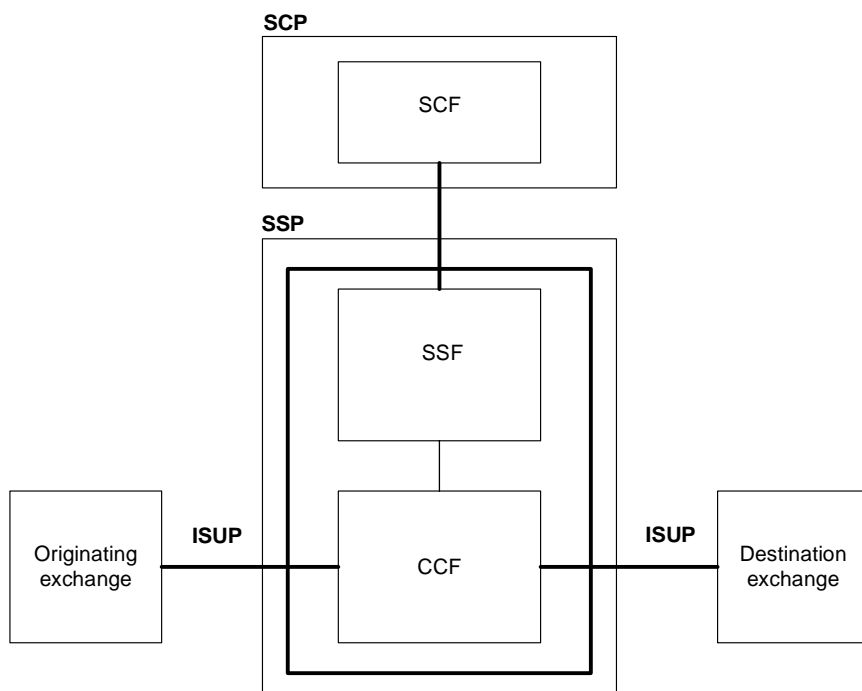 SCP
SCF
SSP
SSF
ISUP
ISUP
Originating
exchange
CCF
Destination
exchange